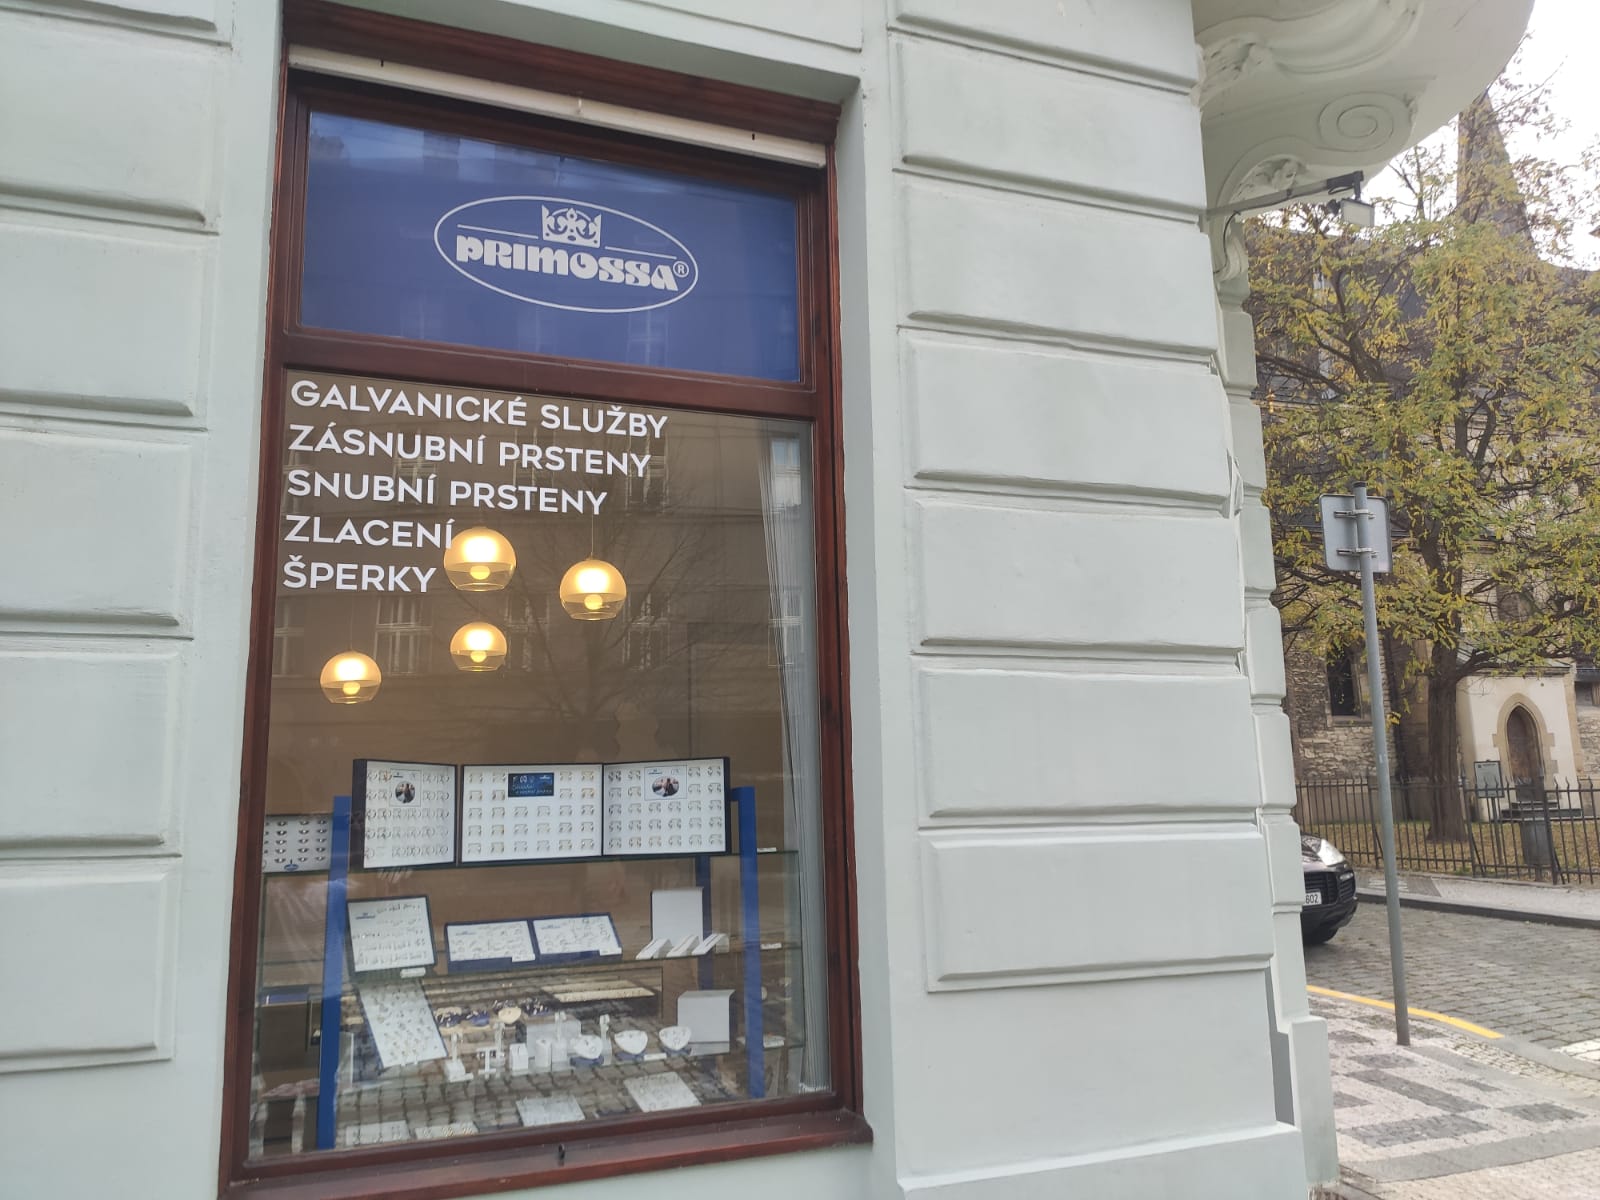 PRIMOSSA®
GALVANICKÉ SLUŽBY
ZÁSNUBNÍ PRSTENY
SNUBNÍ PRSTENY
ZLACENÍ
ŠPERKY